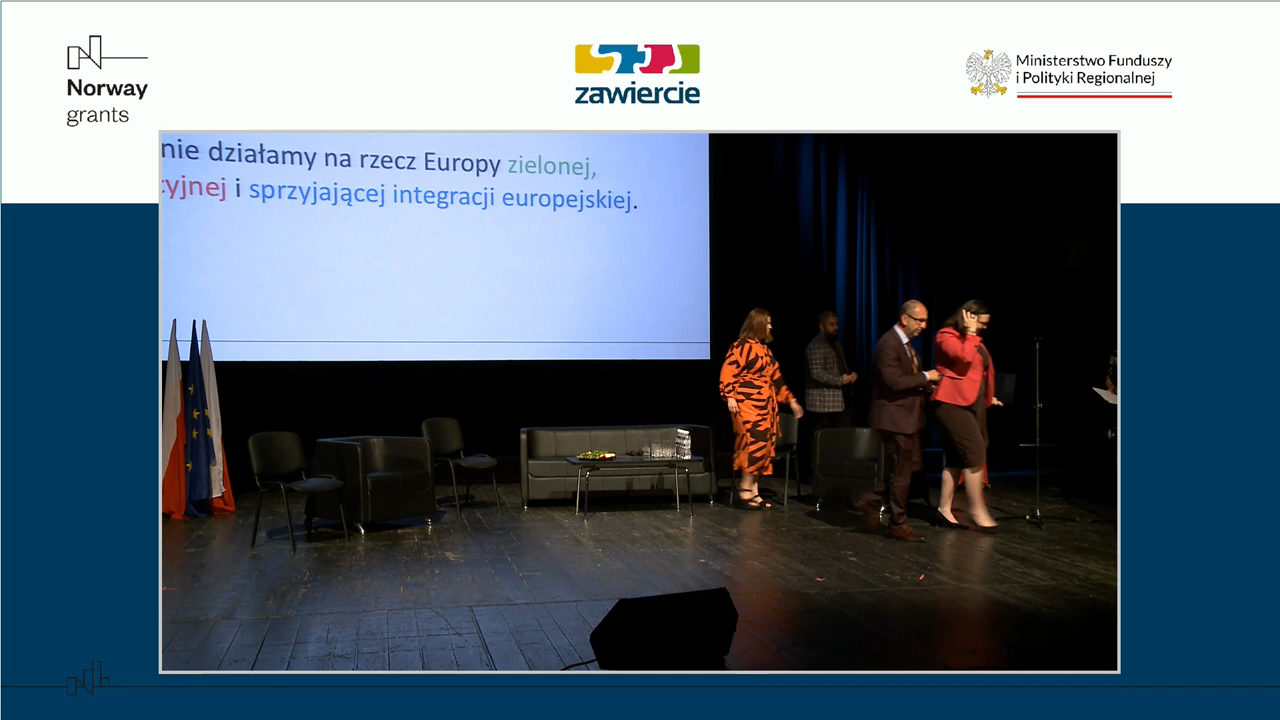 Norway
grants
zawiercie
Ministerstwo Funduszy
i Polityki Regionalnej
nie działamy na rzecz Europy zielonej,
cyjnej i sprzyjającej integracji europejskiej.